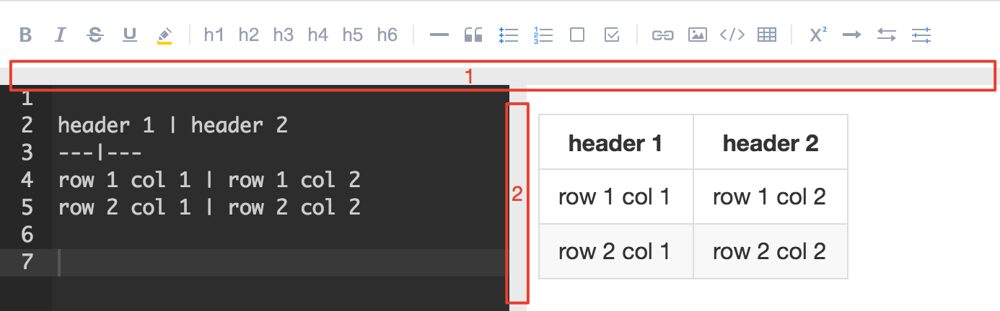 B I S U h1 h2 h3 h4 h5 h6 </> X²
1
1
2 header 1 | header 2
3 ---|---
4 row 1 col 1 | row 1 col 2
5 row 2 col 1 | row 2 col 2
6
7
2
header 1 header 2
row 1 col 1 row 1 col 2
row 2 col 1 row 2 col 2